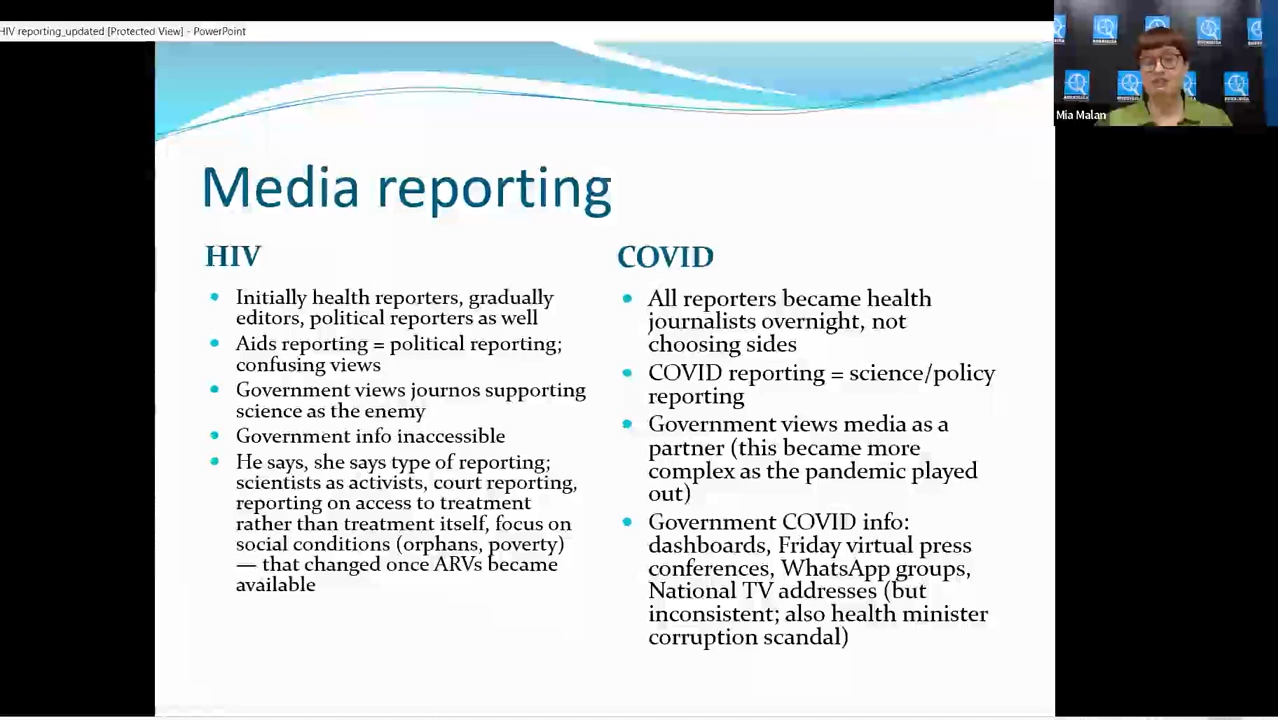 HIV reporting_updated [Protected View] - PowerPoint
Mia Malan
Media reporting
HIV
Initially health reporters, gradually
editors, political reporters as well
Aids reporting = political reporting;
confusing views
Government views journos supporting
science as the enemy
Government info inaccessible
He says, she says type of reporting;
scientists as activists, court reporting,
reporting on access to treatment
rather than treatment itself, focus on
social conditions (orphans, poverty)
— that changed once ARVs became
available
COVID
All reporters became health
journalists overnight, not
choosing sides
COVID reporting = science/policy
reporting
Government views media as a
partner (this became more
complex as the pandemic played
out)
Government COVID info:
dashboards, Friday virtual press
conferences, WhatsApp groups,
National TV addresses (but
inconsistent; also health minister
corruption scandal)